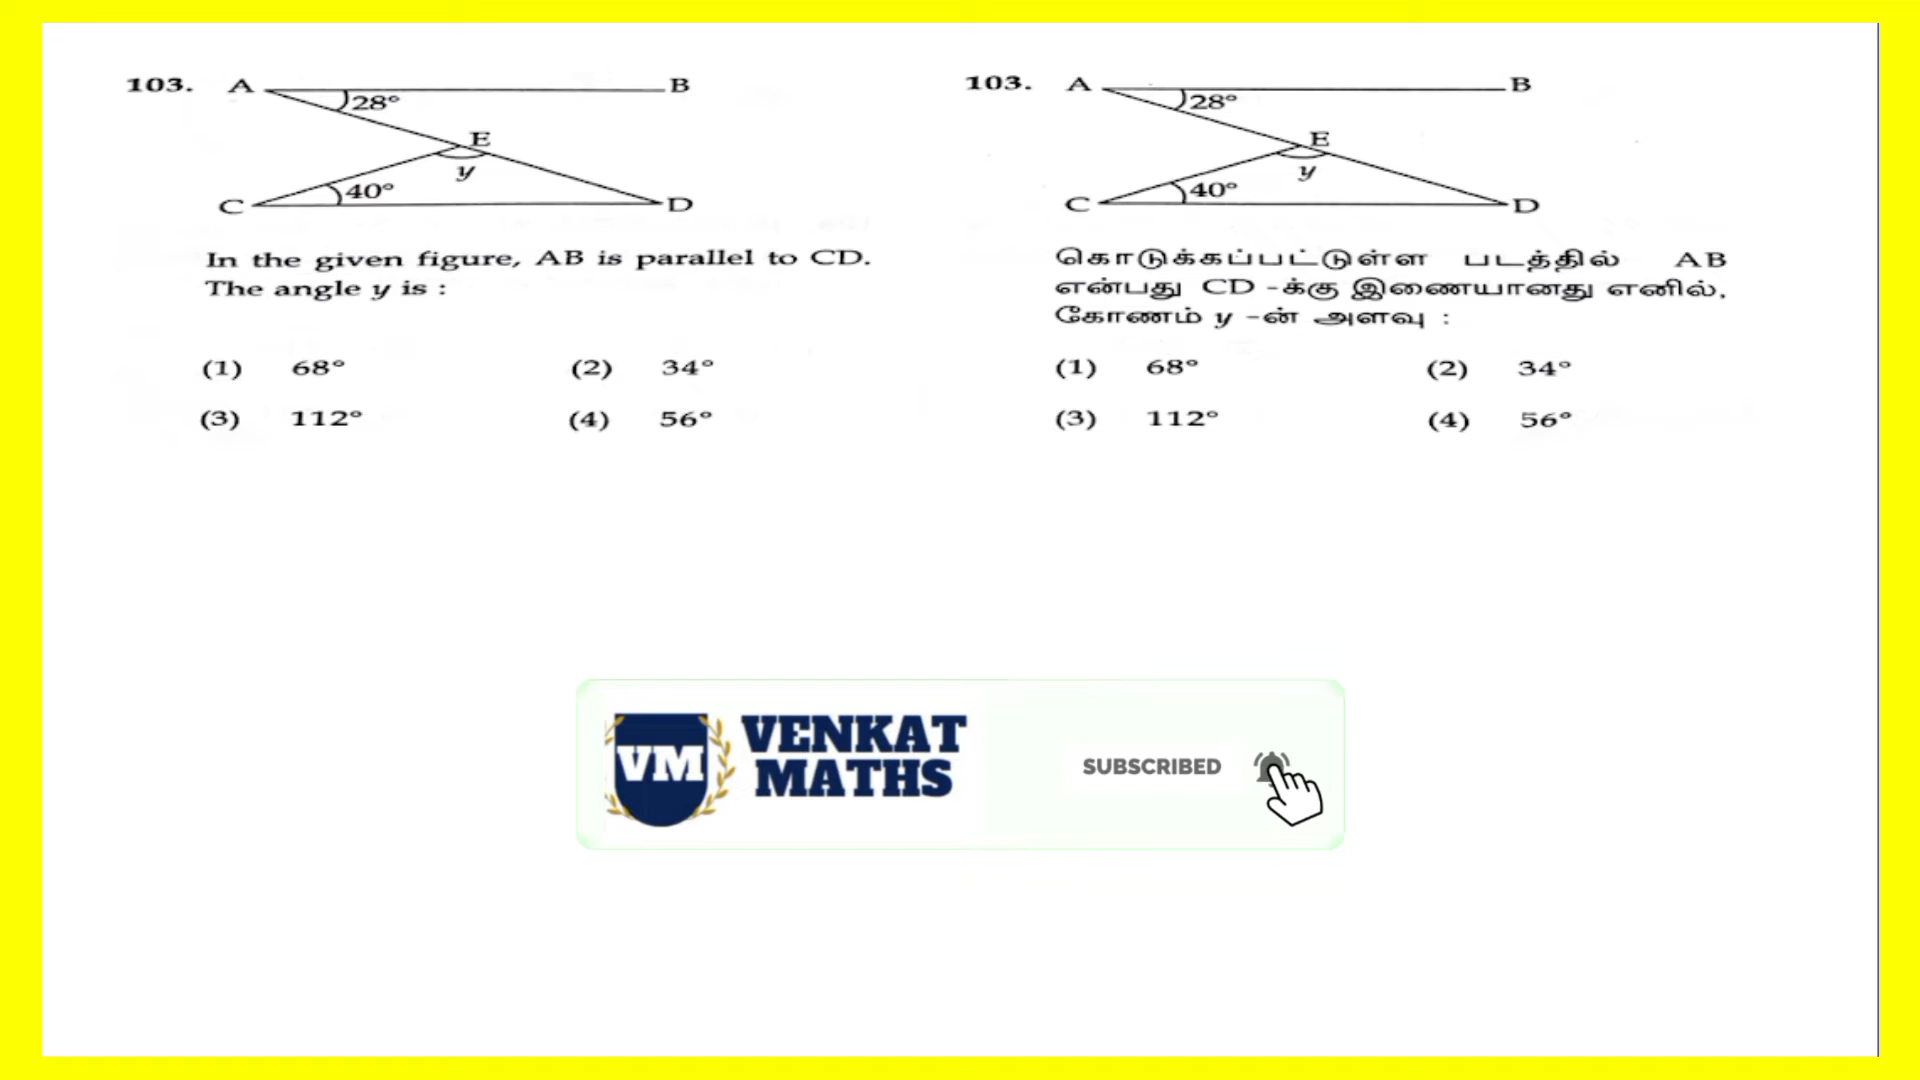 103. A B
28°
E
y
40°
C D
In the given figure, AB is parallel to CD.
The angle y is :
(1) 68° (2) 34°
(3) 112° (4) 56°
103. A B
28°
E
y
40°
C D
கொடுக்கப்பட்டுள்ள படத்தில் AB
என்பது CD -க்கு இணையானது எனில்,
கோணம் y -ன் அளவு :
(1) 68° (2) 34°
(3) 112° (4) 56°
VM
VENKAT
MATHS
SUBSCRIBED